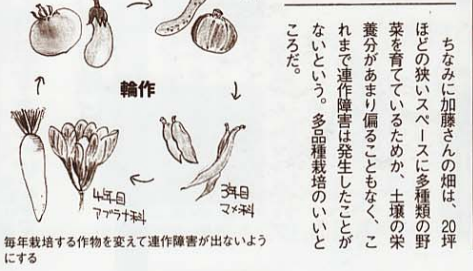 ちなみに加藤さんの畑は、20坪
ほどの狭いスペースに多種類の野
菜を育てているためか、土壌の栄
養分があまり偏ることもなく、こ
れまで連作障害は発生したことが
ないという。多品種栽培のいいと
ころだ。
輪作
3年目
マメ科
4年目
アブラナ科
毎年栽培する作物を変えて連作障害が出ないよう
にする